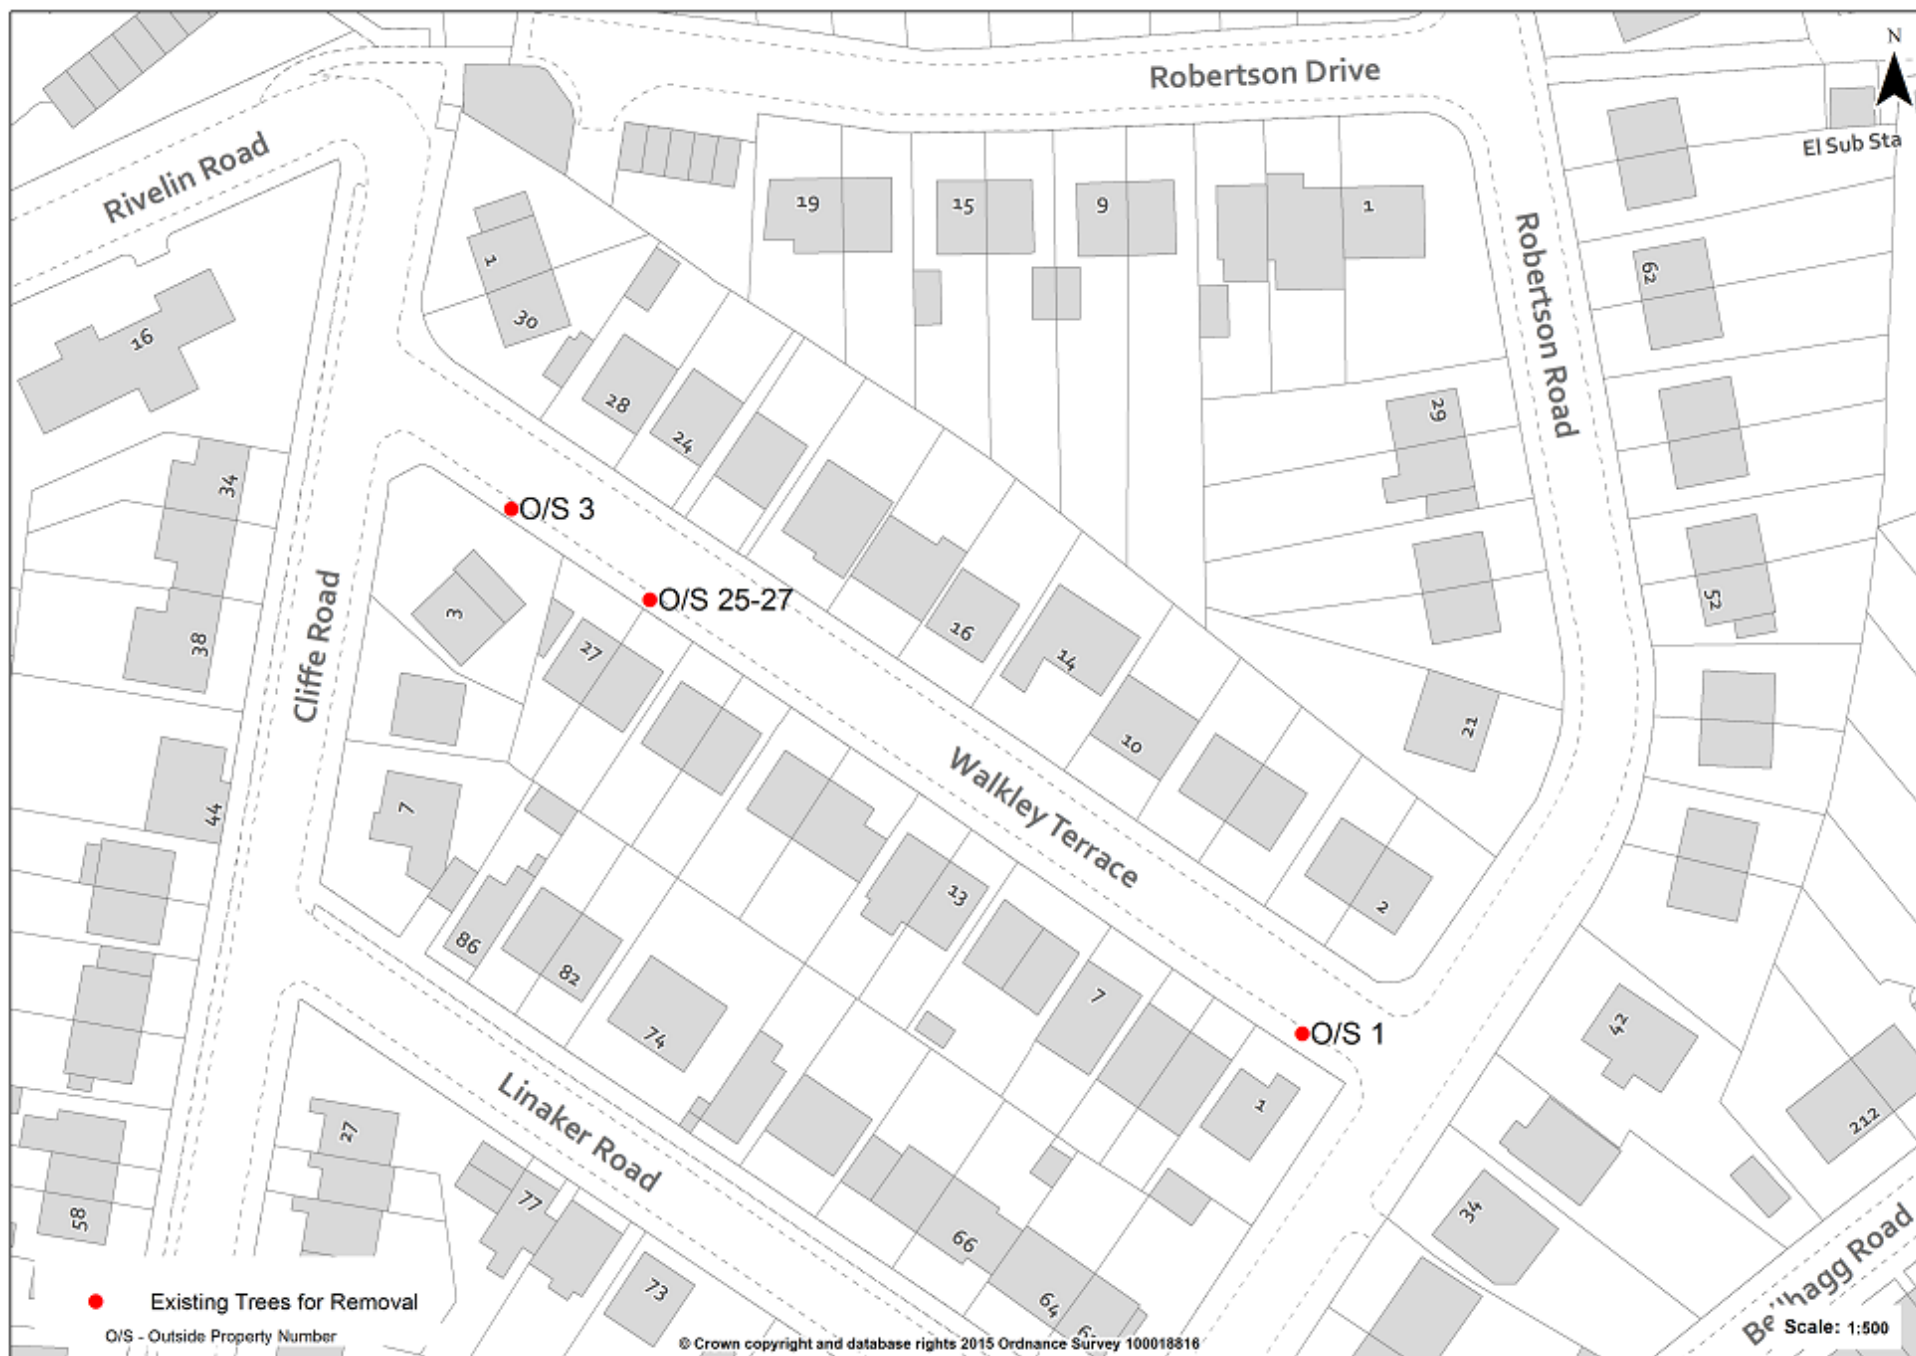 N
Robertson Drive
El Sub Sta
Rivelin Road
19
15
9
1
1
30
Robertson Road
62
16
28
24
29
34
O/S 3
52
O/S 25-27
3
27
38
Cliffe Road
16
14
21
10
Walkley Terrace
7
44
13
2
86
82
74
7
42
O/S 1
1
212
Linaker Road
27
77
58
66
34
73
64
Existing Trees for Removal
O/S - Outside Property Number
Scale: 1:500
© Crown copyright and database rights 2015 Ordnance Survey 100018816